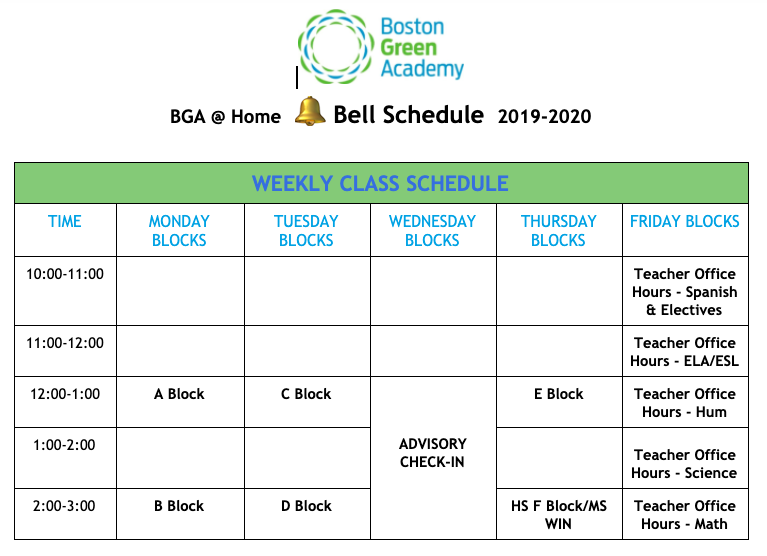 Boston
Green
Academy
BGA @ Home Bell Schedule 2019-2020
WEEKLY CLASS SCHEDULE
TIME
MONDAY
BLOCKS
TUESDAY
BLOCKS
WEDNESDAY
BLOCKS
THURSDAY
BLOCKS
FRIDAY BLOCKS
10:00-11:00
Teacher Office
Hours - Spanish
& Electives
11:00-12:00
Teacher Office
Hours - ELA/ESL
12:00-1:00
A Block
C Block
E Block
Teacher Office
Hours - Hum
1:00-2:00
ADVISORY
CHECK-IN
Teacher Office
Hours - Science
2:00-3:00
B Block
D Block
HS F Block/MS
WIN
Teacher Office
Hours - Math